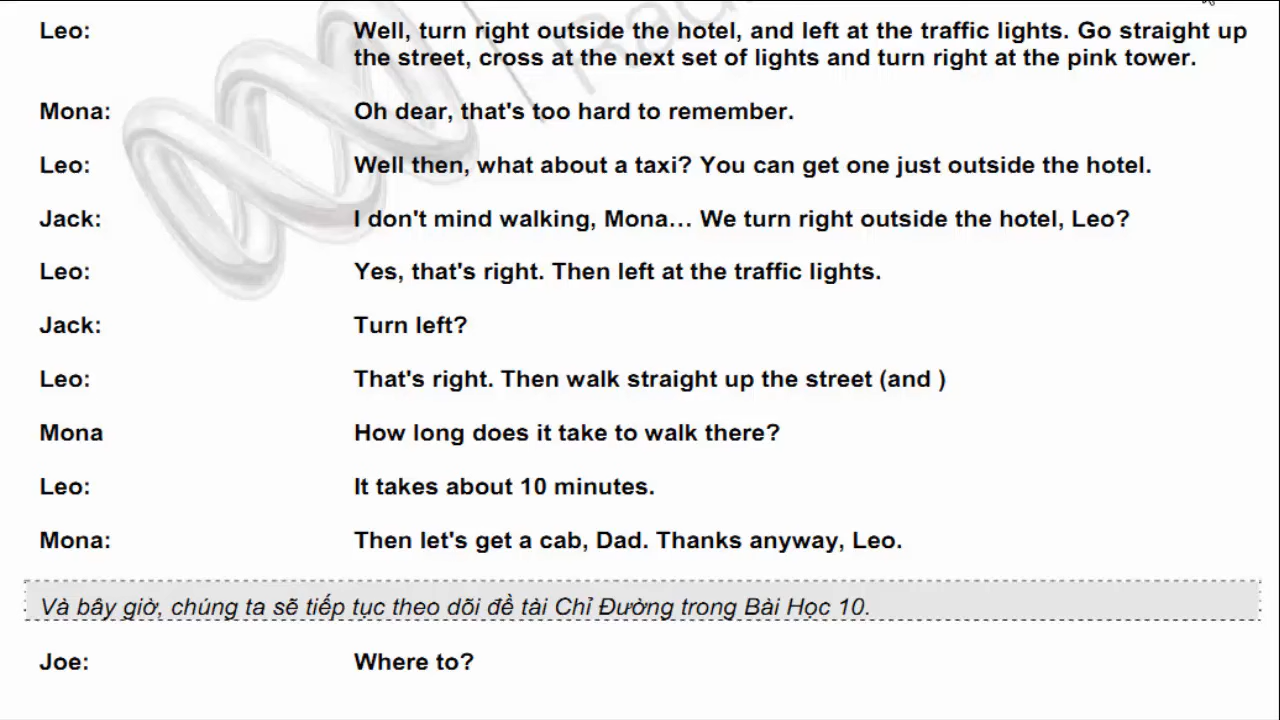 Leo: Well, turn right outside the hotel, and left at the traffic lights. Go straight up
the street, cross at the next set of lights and turn right at the pink tower.
Mona: Oh dear, that's too hard to remember.
Leo: Well then, what about a taxi? You can get one just outside the hotel.
Jack: I don't mind walking, Mona… We turn right outside the hotel, Leo?
Leo: Yes, that's right. Then left at the traffic lights.
Jack: Turn left?
Leo: That's right. Then walk straight up the street (and )
Mona How long does it take to walk there?
Leo: It takes about 10 minutes.
Mona: Then let's get a cab, Dad. Thanks anyway, Leo.
Và bây giờ, chúng ta sẽ tiếp tục theo dõi đề tài Chỉ Đường trong Bài Học 10.
Joe: Where to?